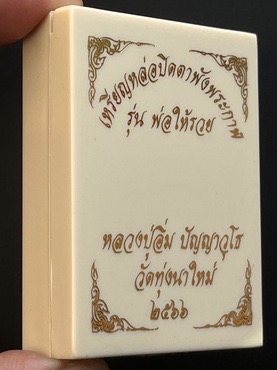 เหรียญหล่อปิดตาพังพระกาฬ
รุ่น พ่อให้รวย
หลวงปู่อิ่ม ปัญญาวุโธ
วัดทุ่งนาใหม่
๒๕๖๖